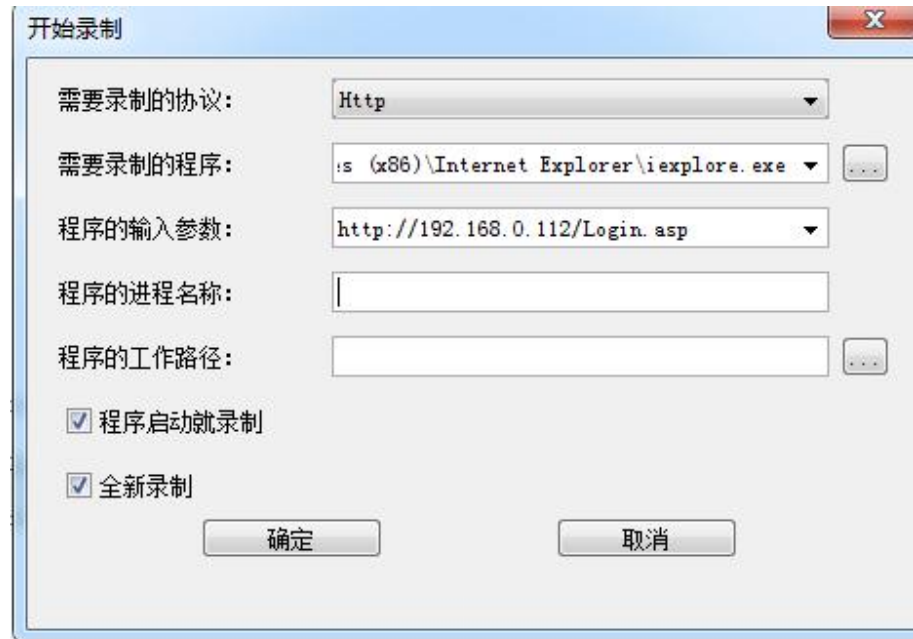 开始录制
需要录制的协议: Http
需要录制的程序: s (x86)\Internet Explorer\iexplore.exe ...
程序的输入参数: http://192.168.0.112/Login.asp
程序的进程名称:
程序的工作路径: ...
程序启动就录制
全新录制
确定 取消